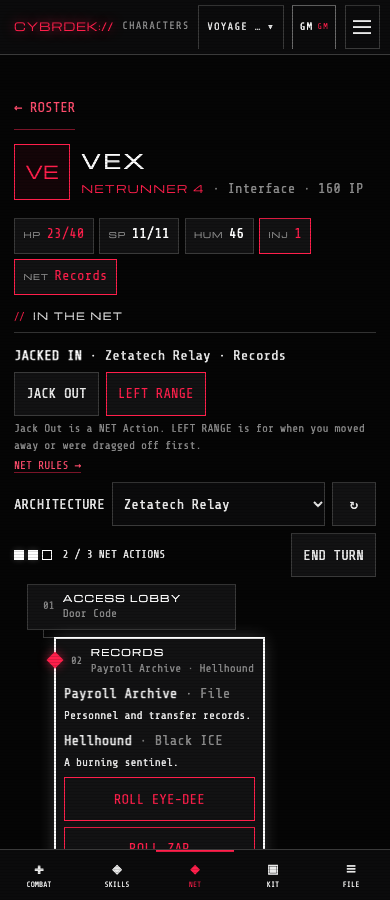 CYBRDEK:// CHARACTERS VOYAGE … ▾ GM GM
← ROSTER
VE VEX
NETRUNNER 4 · Interface · 160 IP
HP 23/40 SP 11/11 HUM 46 INJ 1
NET Records
// IN THE NET
JACKED IN · Zetatech Relay · Records
JACK OUT LEFT RANGE
Jack Out is a NET Action. LEFT RANGE is for when you moved
away or were dragged off first.
NET RULES →
ARCHITECTURE Zetatech Relay ↻
2 / 3 NET ACTIONS END TURN
01 ACCESS LOBBY
Door Code
02 RECORDS
Payroll Archive · Hellhound
Payroll Archive · File
Personnel and transfer records.
Hellhound · Black ICE
A burning sentinel.
ROLL EYE-DEE
ROLL ZAP
COMBAT SKILLS NET KIT FILE